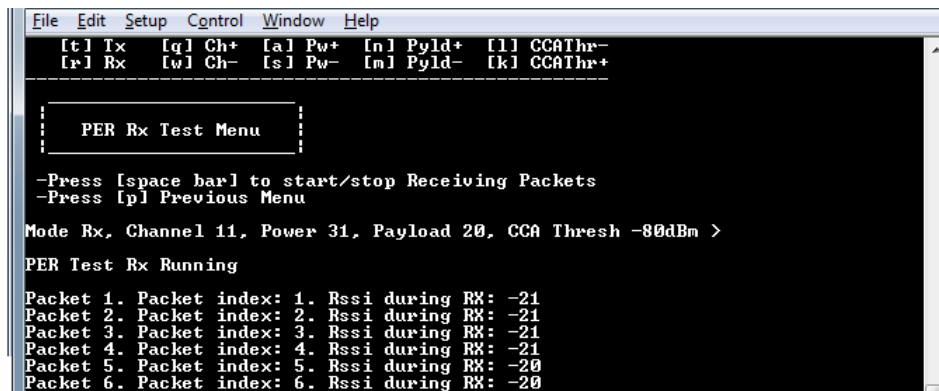 File Edit Setup Control Window Help
[t] Tx [q] Ch+ [a] Pw+ [n] Pyld+ [l] CCAThr-
[r] Rx [w] Ch- [s] Pw- [m] Pyld- [k] CCAThr+
PER Rx Test Menu
-Press [space bar] to start/stop Receiving Packets
-Press [p] Previous Menu
Mode Rx, Channel 11, Power 31, Payload 20, CCA Thresh -80dBm >
PER Test Rx Running
Packet 1. Packet index: 1. Rssi during RX: -21
Packet 2. Packet index: 2. Rssi during RX: -21
Packet 3. Packet index: 3. Rssi during RX: -21
Packet 4. Packet index: 4. Rssi during RX: -21
Packet 5. Packet index: 5. Rssi during RX: -20
Packet 6. Packet index: 6. Rssi during RX: -20